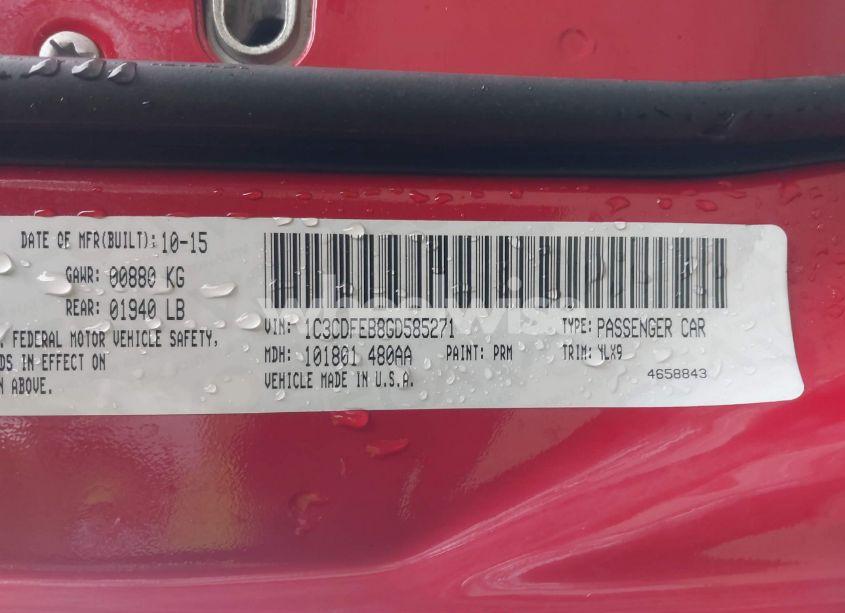 DATE OF MFR(BUILT): 10-15
GAWR: 00880 KG
REAR: 01940 LB
FEDERAL MOTOR VEHICLE SAFETY,
DS IN EFFECT ON
N ABOVE.
VIN: 1C3CDFEB8GD585271 TYPE: PASSENGER CAR
MDH: 101801 480AA PAINT: PRM TRIM: VLX9
VEHICLE MADE IN U.S.A. 4658843